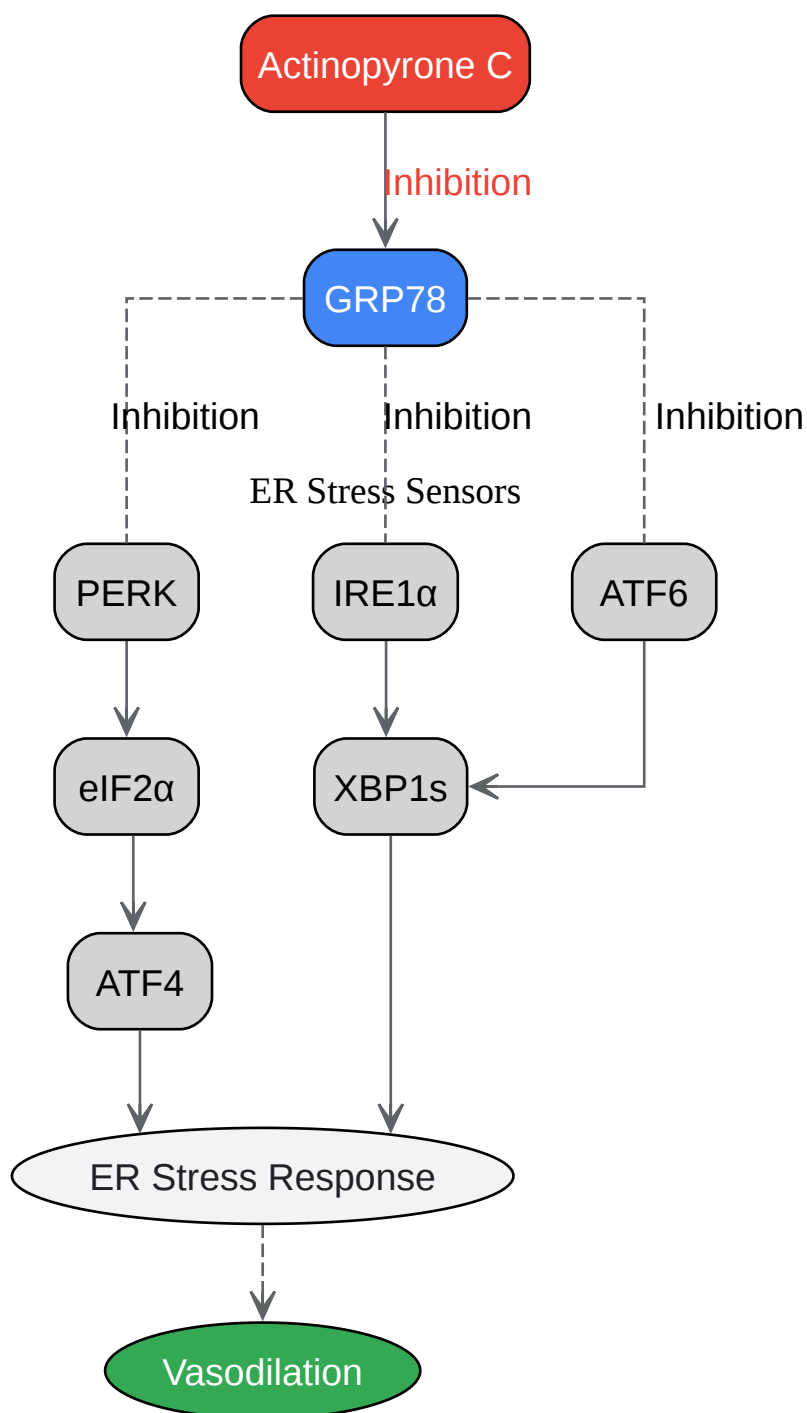 Actinopyrone C
Inhibition
GRP78
Inhibition
Inhibition
Inhibition
ER Stress Sensors
PERK
IRE1α
ATF6
eIF2α
XBP1s
ATF4
ER Stress Response
Vasodilation